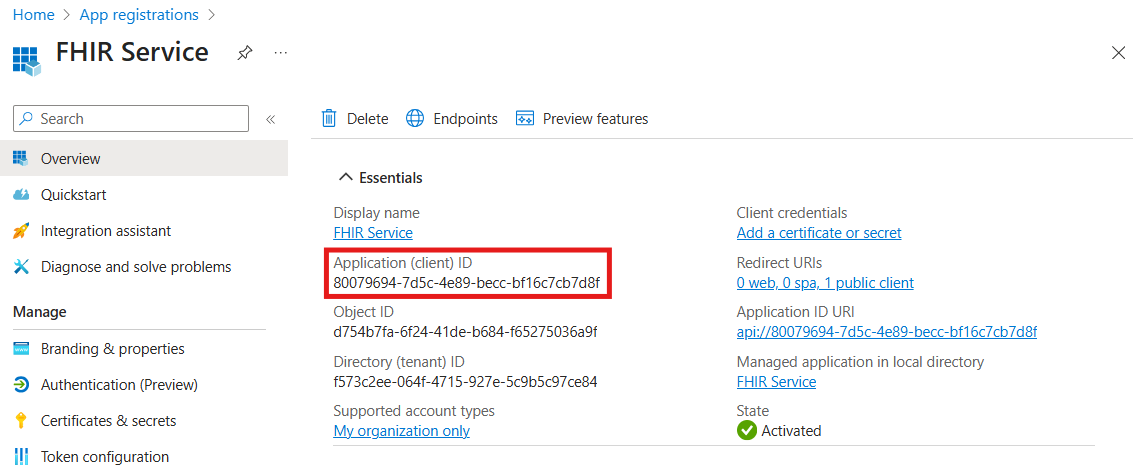 Home > App registrations >
FHIR Service ...
Search «
Overview
Quickstart
Integration assistant
Diagnose and solve problems
Manage
Branding & properties
Authentication (Preview)
Certificates & secrets
Token configuration
Delete Endpoints Preview features
Essentials
Display name
FHIR Service
Application (client) ID
80079694-7d5c-4e89-becc-bf16c7cb7d8f
Object ID
d754b7fa-6f24-41de-b684-f65275036a9f
Directory (tenant) ID
f573c2ee-064f-4715-927e-5c9b5c97ce84
Supported account types
My organization only
Client credentials
Add a certificate or secret
Redirect URIs
0 web, 0 spa, 1 public client
Application ID URI
api://80079694-7d5c-4e89-becc-bf16c7cb7d8f
Managed application in local directory
FHIR Service
State
Activated